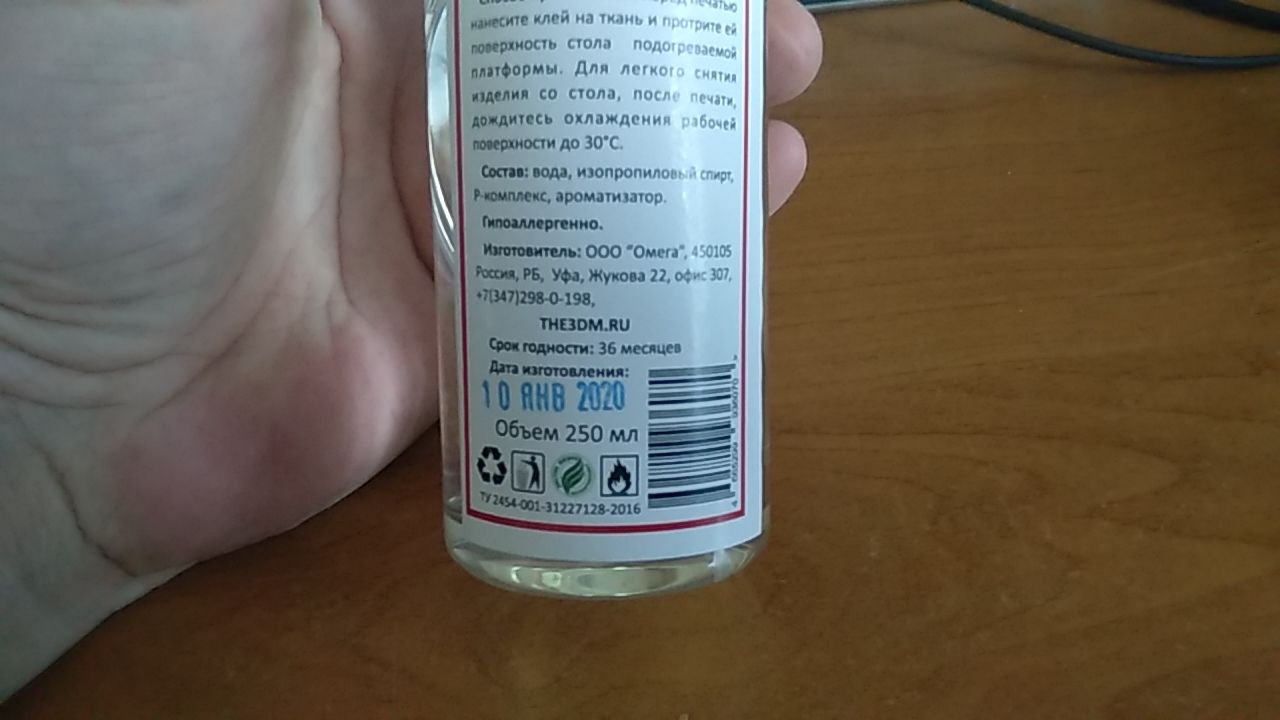 печатью
нанесите клей на ткань и протрите ей
поверхность стола подогреваемой
платформы. Для легкого снятия
изделия со стола, после печати,
дождитесь охлаждения рабочей
поверхности до 30°С.
Состав: вода, изопропиловый спирт,
Р-комплекс, ароматизатор.
Гипоаллергенно.
Изготовитель: ООО "Омега", 450105
Россия, РБ, Уфа, Жукова 22, офис 307,
+7(347)298-0-198,
THE3DM.RU
Срок годности: 36 месяцев
Дата изготовления:
10 ЯНВ 2020
Объем 250 мл
ТУ 2454-001-31227128-2016